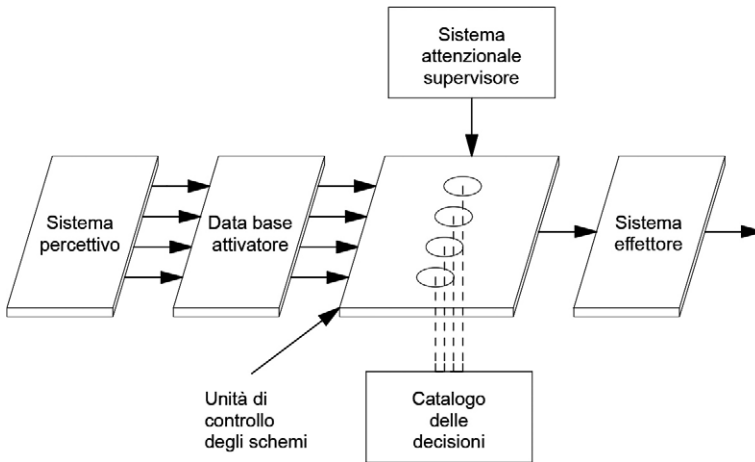 Sistema
attenzionale
supervisore
Sistema
percettivo
Data base
attivatore
Sistema
effettore
Unità di
controllo
degli schemi
Catalogo
delle
decisioni